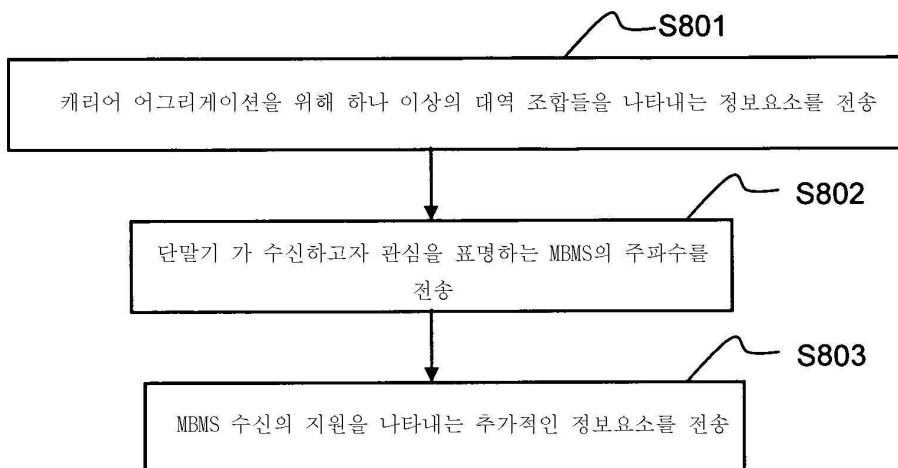 S801
캐리어 어그리게이션을 위해 하나 이상의 대역 조합들을 나타내는 정보요소를 전송
S802
단말기 가 수신하고자 관심을 표명하는 MBMS의 주파수를
전송
S803
MBMS 수신의 지원을 나타내는 추가적인 정보요소를 전송